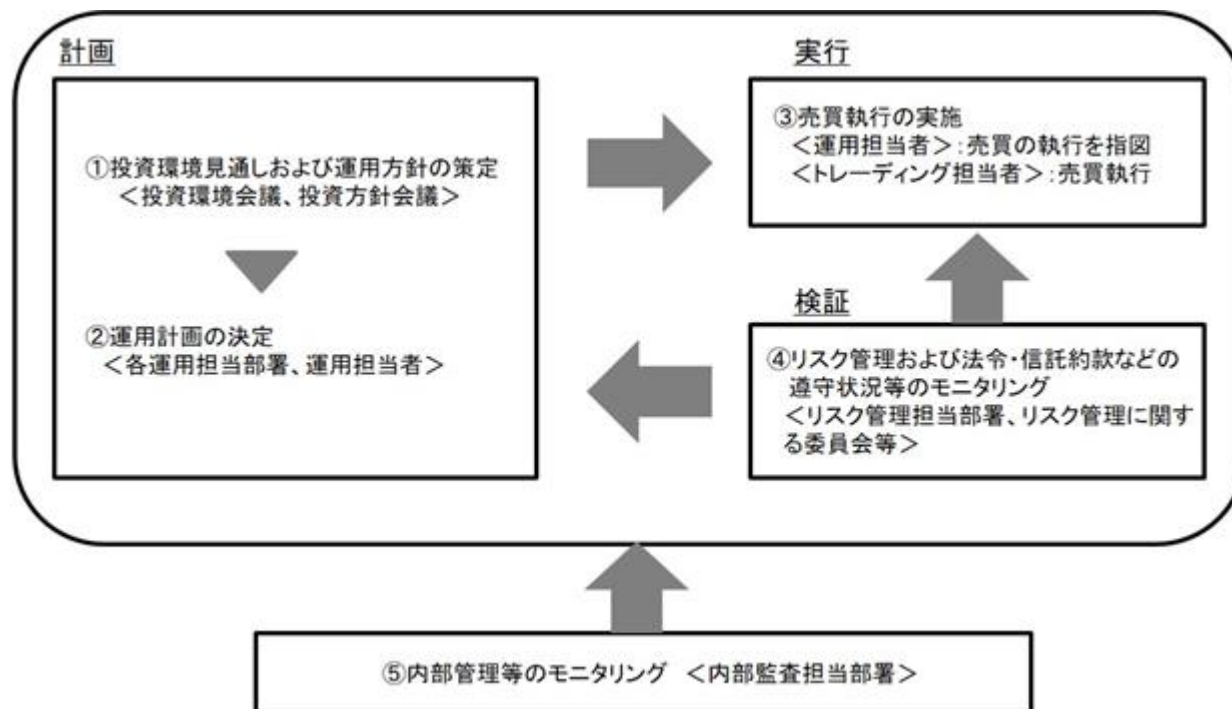 計画
①投資環境見通しおよび運用方針の策定
＜投資環境会議、投資方針会議＞
②運用計画の決定
＜各運用担当部署、運用担当者＞
実行
③売買執行の実施
＜運用担当者＞：売買の執行を指図
＜トレーディング担当者＞：売買執行
検証
④リスク管理および法令・信託約款などの
遵守状況等のモニタリング
＜リスク管理担当部署、リスク管理に関す
る委員会等＞
⑤内部管理等のモニタリング ＜内部監査担当部署＞